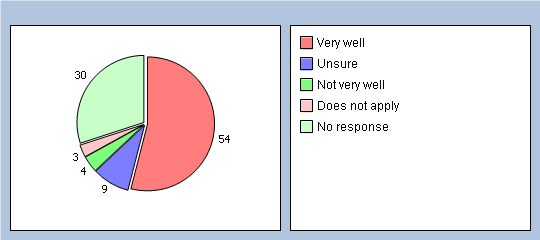 30
54
3
4
9
Very well
Unsure
Not very well
Does not apply
No response